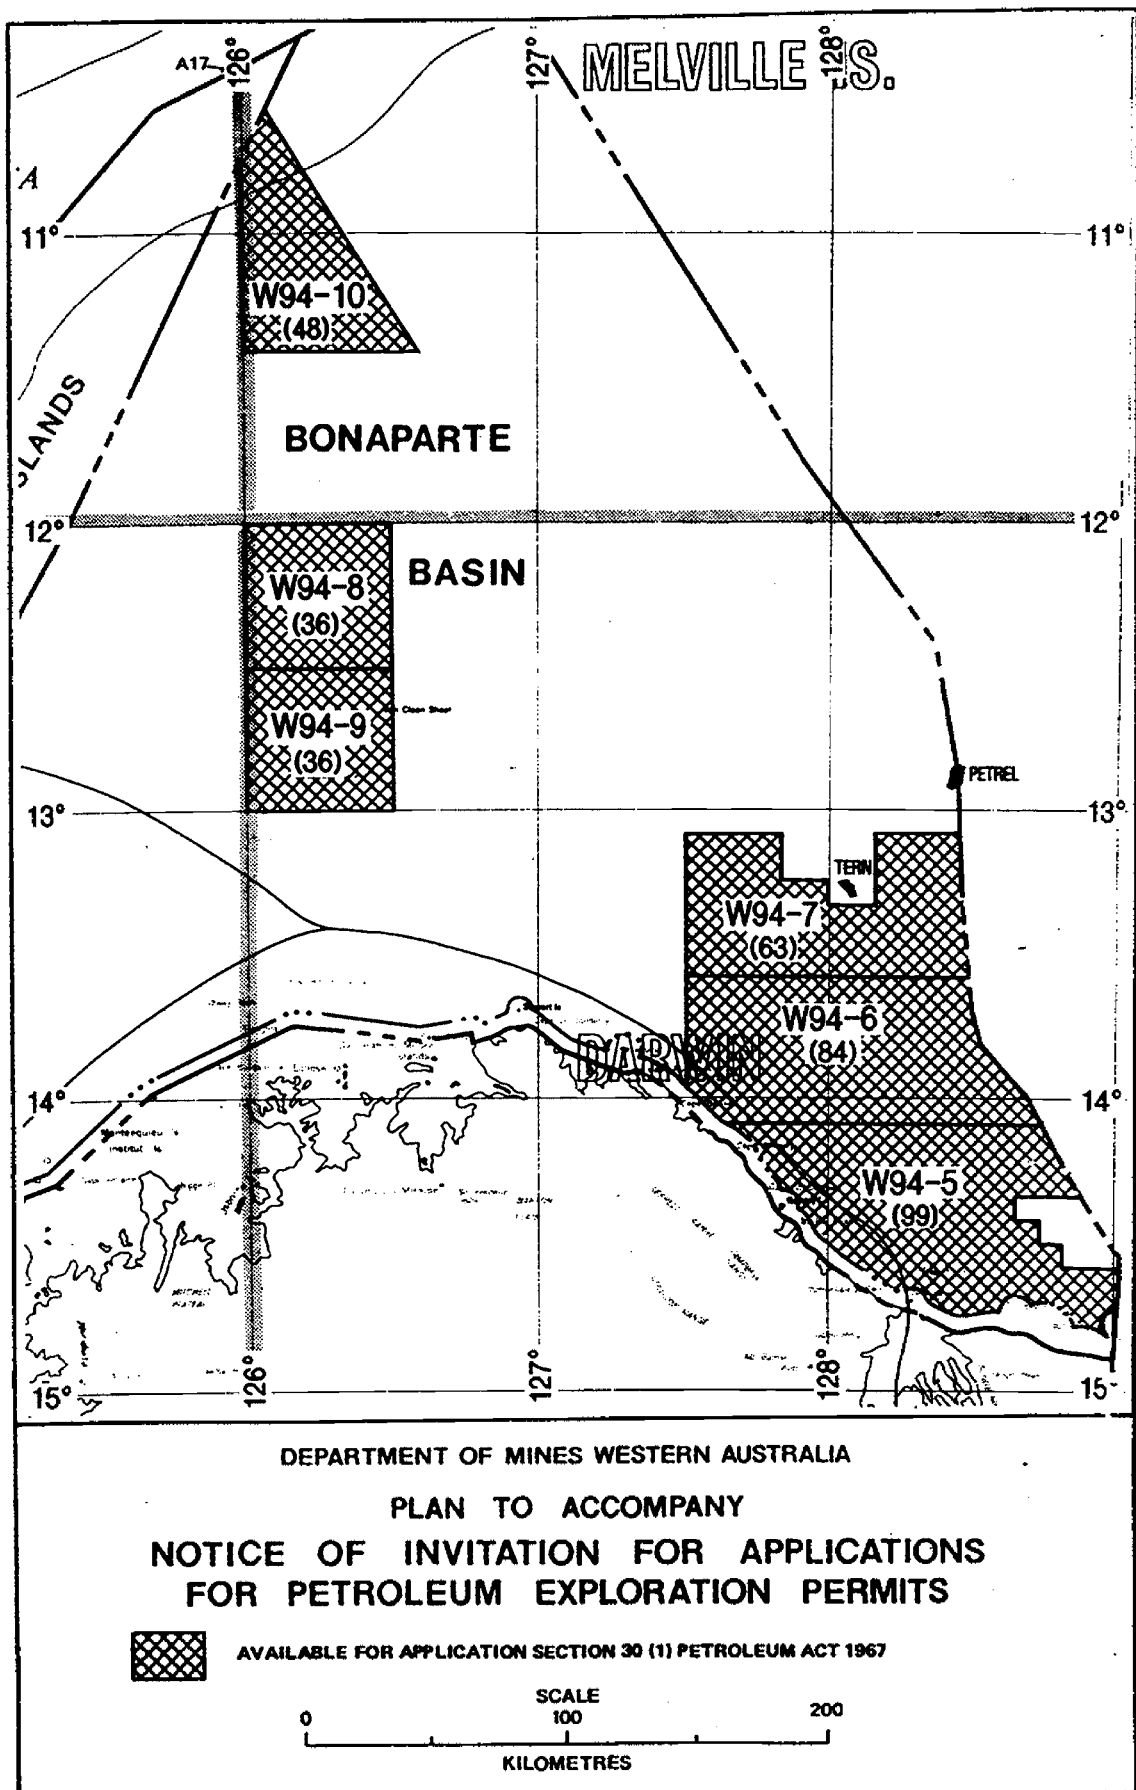 126°
127°
128°
MELVILLE IS.
A17
A
11°
11°
W94-10
(48)
BONAPARTE
12°
12°
BASIN
W94-8
(36)
W94-9
(36)
PETREL
13°
13°
TERN
W94-7
(63)
W94-6
(84)
DARWIN
14°
14°
W94-5
(99)
15°
126°
127°
128°
15
DEPARTMENT OF MINES WESTERN AUSTRALIA
PLAN TO ACCOMPANY
NOTICE OF INVITATION FOR APPLICATIONS
FOR PETROLEUM EXPLORATION PERMITS
AVAILABLE FOR APPLICATION SECTION 30 (1) PETROLEUM ACT 1967
SCALE
0 100 200
KILOMETRES